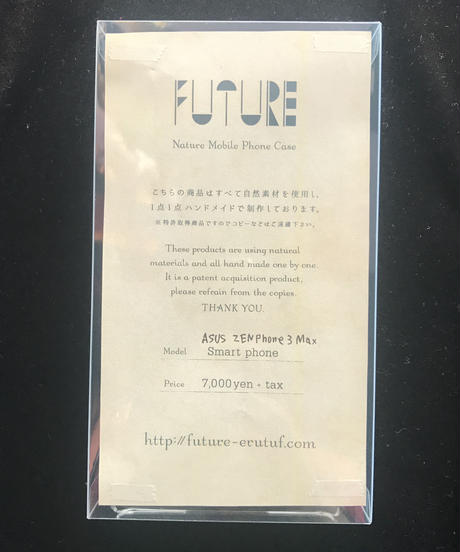 FUTURE
Nature Mobile Phone Case
こちらの商品はすべて自然素材を使用し、
1点1点ハンドメイドで制作しております。
※特許取得商品ですのでコピーなどはご遠慮下さい。
These products are using natural
materials and all hand made one by one.
It is a patent acquisition product,
please refrain from the copies.
THANK YOU.
ASUS ZENPhone 3 Max
Model Smart phone
Price 7,000yen + tax
http://future-erutuf.com